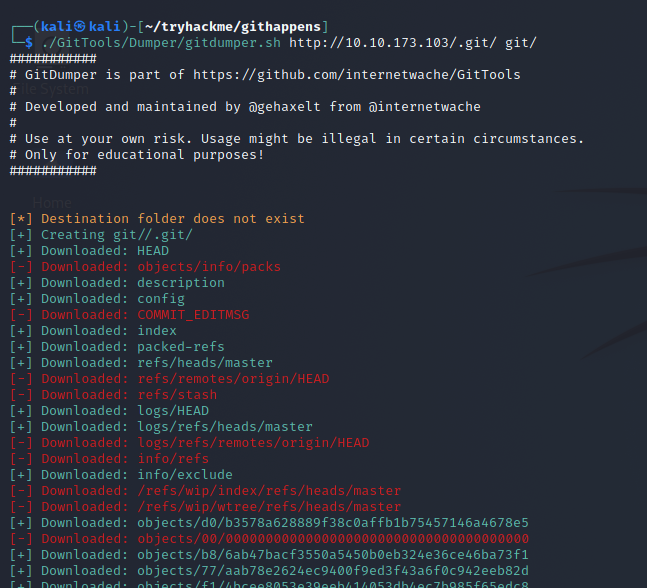 ┌──(kali㉿kali)-[~/tryhackme/githappens]
└─$ ./GitTools/Dumper/gitdumper.sh http://10.10.173.103/.git/ git/
###########
# GitDumper is part of https://github.com/internetwache/GitTools
#
# Developed and maintained by @gehaxelt from @internetwache
#
# Use at your own risk. Usage might be illegal in certain circumstances.
# Only for educational purposes!
###########
Home
[*] Destination folder does not exist
[+] Creating git//.git/
[+] Downloaded: HEAD
[-] Downloaded: objects/info/packs
[+] Downloaded: description
[+] Downloaded: config
[-] Downloaded: COMMIT_EDITMSG
[+] Downloaded: index
[+] Downloaded: packed-refs
[+] Downloaded: refs/heads/master
[-] Downloaded: refs/remotes/origin/HEAD
[-] Downloaded: refs/stash
[+] Downloaded: logs/HEAD
[+] Downloaded: logs/refs/heads/master
[-] Downloaded: logs/refs/remotes/origin/HEAD
[-] Downloaded: info/refs
[+] Downloaded: info/exclude
[-] Downloaded: /refs/wip/index/refs/heads/master
[-] Downloaded: /refs/wip/wtree/refs/heads/master
[+] Downloaded: objects/d0/b3578a628889f38c0affb1b75457146a4678e5
[-] Downloaded: objects/00/00000000000000000000000000000000000000
[+] Downloaded: objects/b8/6ab47bacf3550a5450b0eb324e36ce46ba73f1
[+] Downloaded: objects/77/aab78e2624ec9400f9ed3f43a6f0c942eeb82d
[+] Downloaded: objects/f1/4bcee8053e39eeb414053db4ec7b985f65edc8